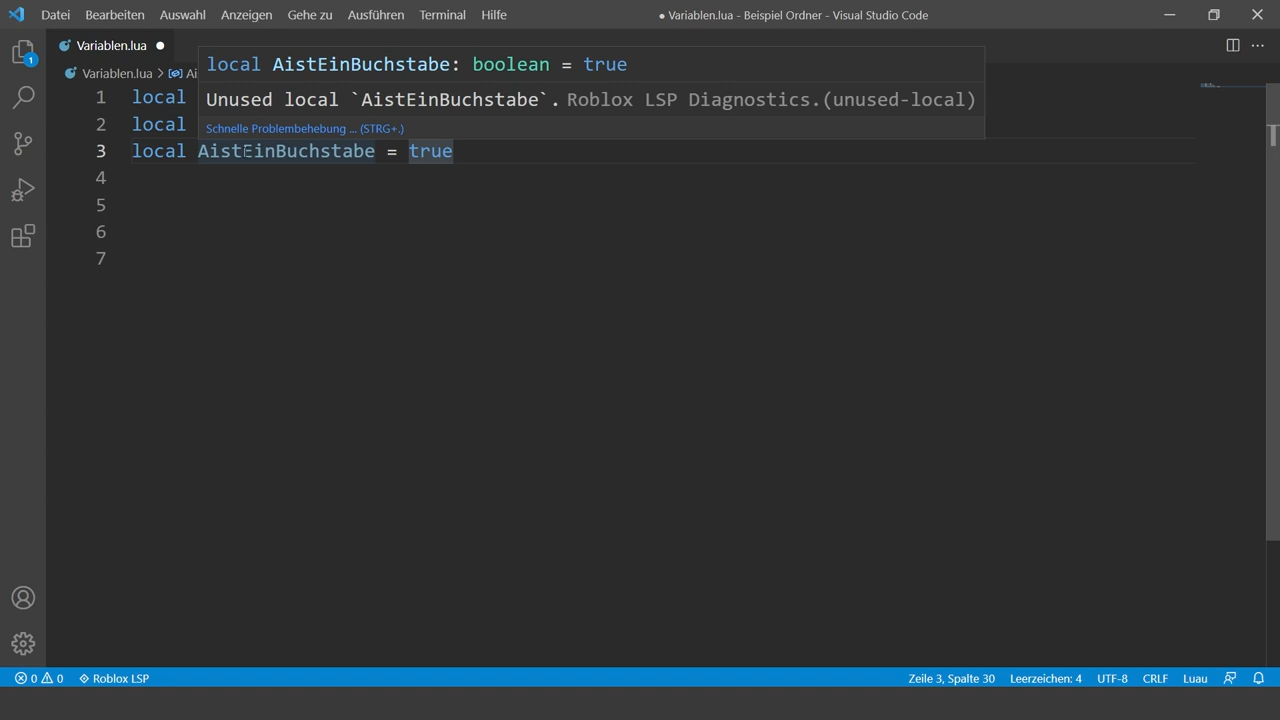 Datei Bearbeiten Auswahl Anzeigen Gehe zu Ausführen Terminal Hilfe ● Variablen.lua - Beispiel Ordner - Visual Studio Code
Variablen.lua ●
Variablen.lua > Ai
local AistEinBuchstabe: boolean = true
Unused local `AistEinBuchstabe`. Roblox LSP Diagnostics.(unused-local)
Schnelle Problembehebung ... (STRG+.)
1 local
2 local
3 local AistEinBuchstabe = true
4
5
6
7
1
0 0 Roblox LSP Zeile 3, Spalte 30 Leerzeichen: 4 UTF-8 CRLF Luau